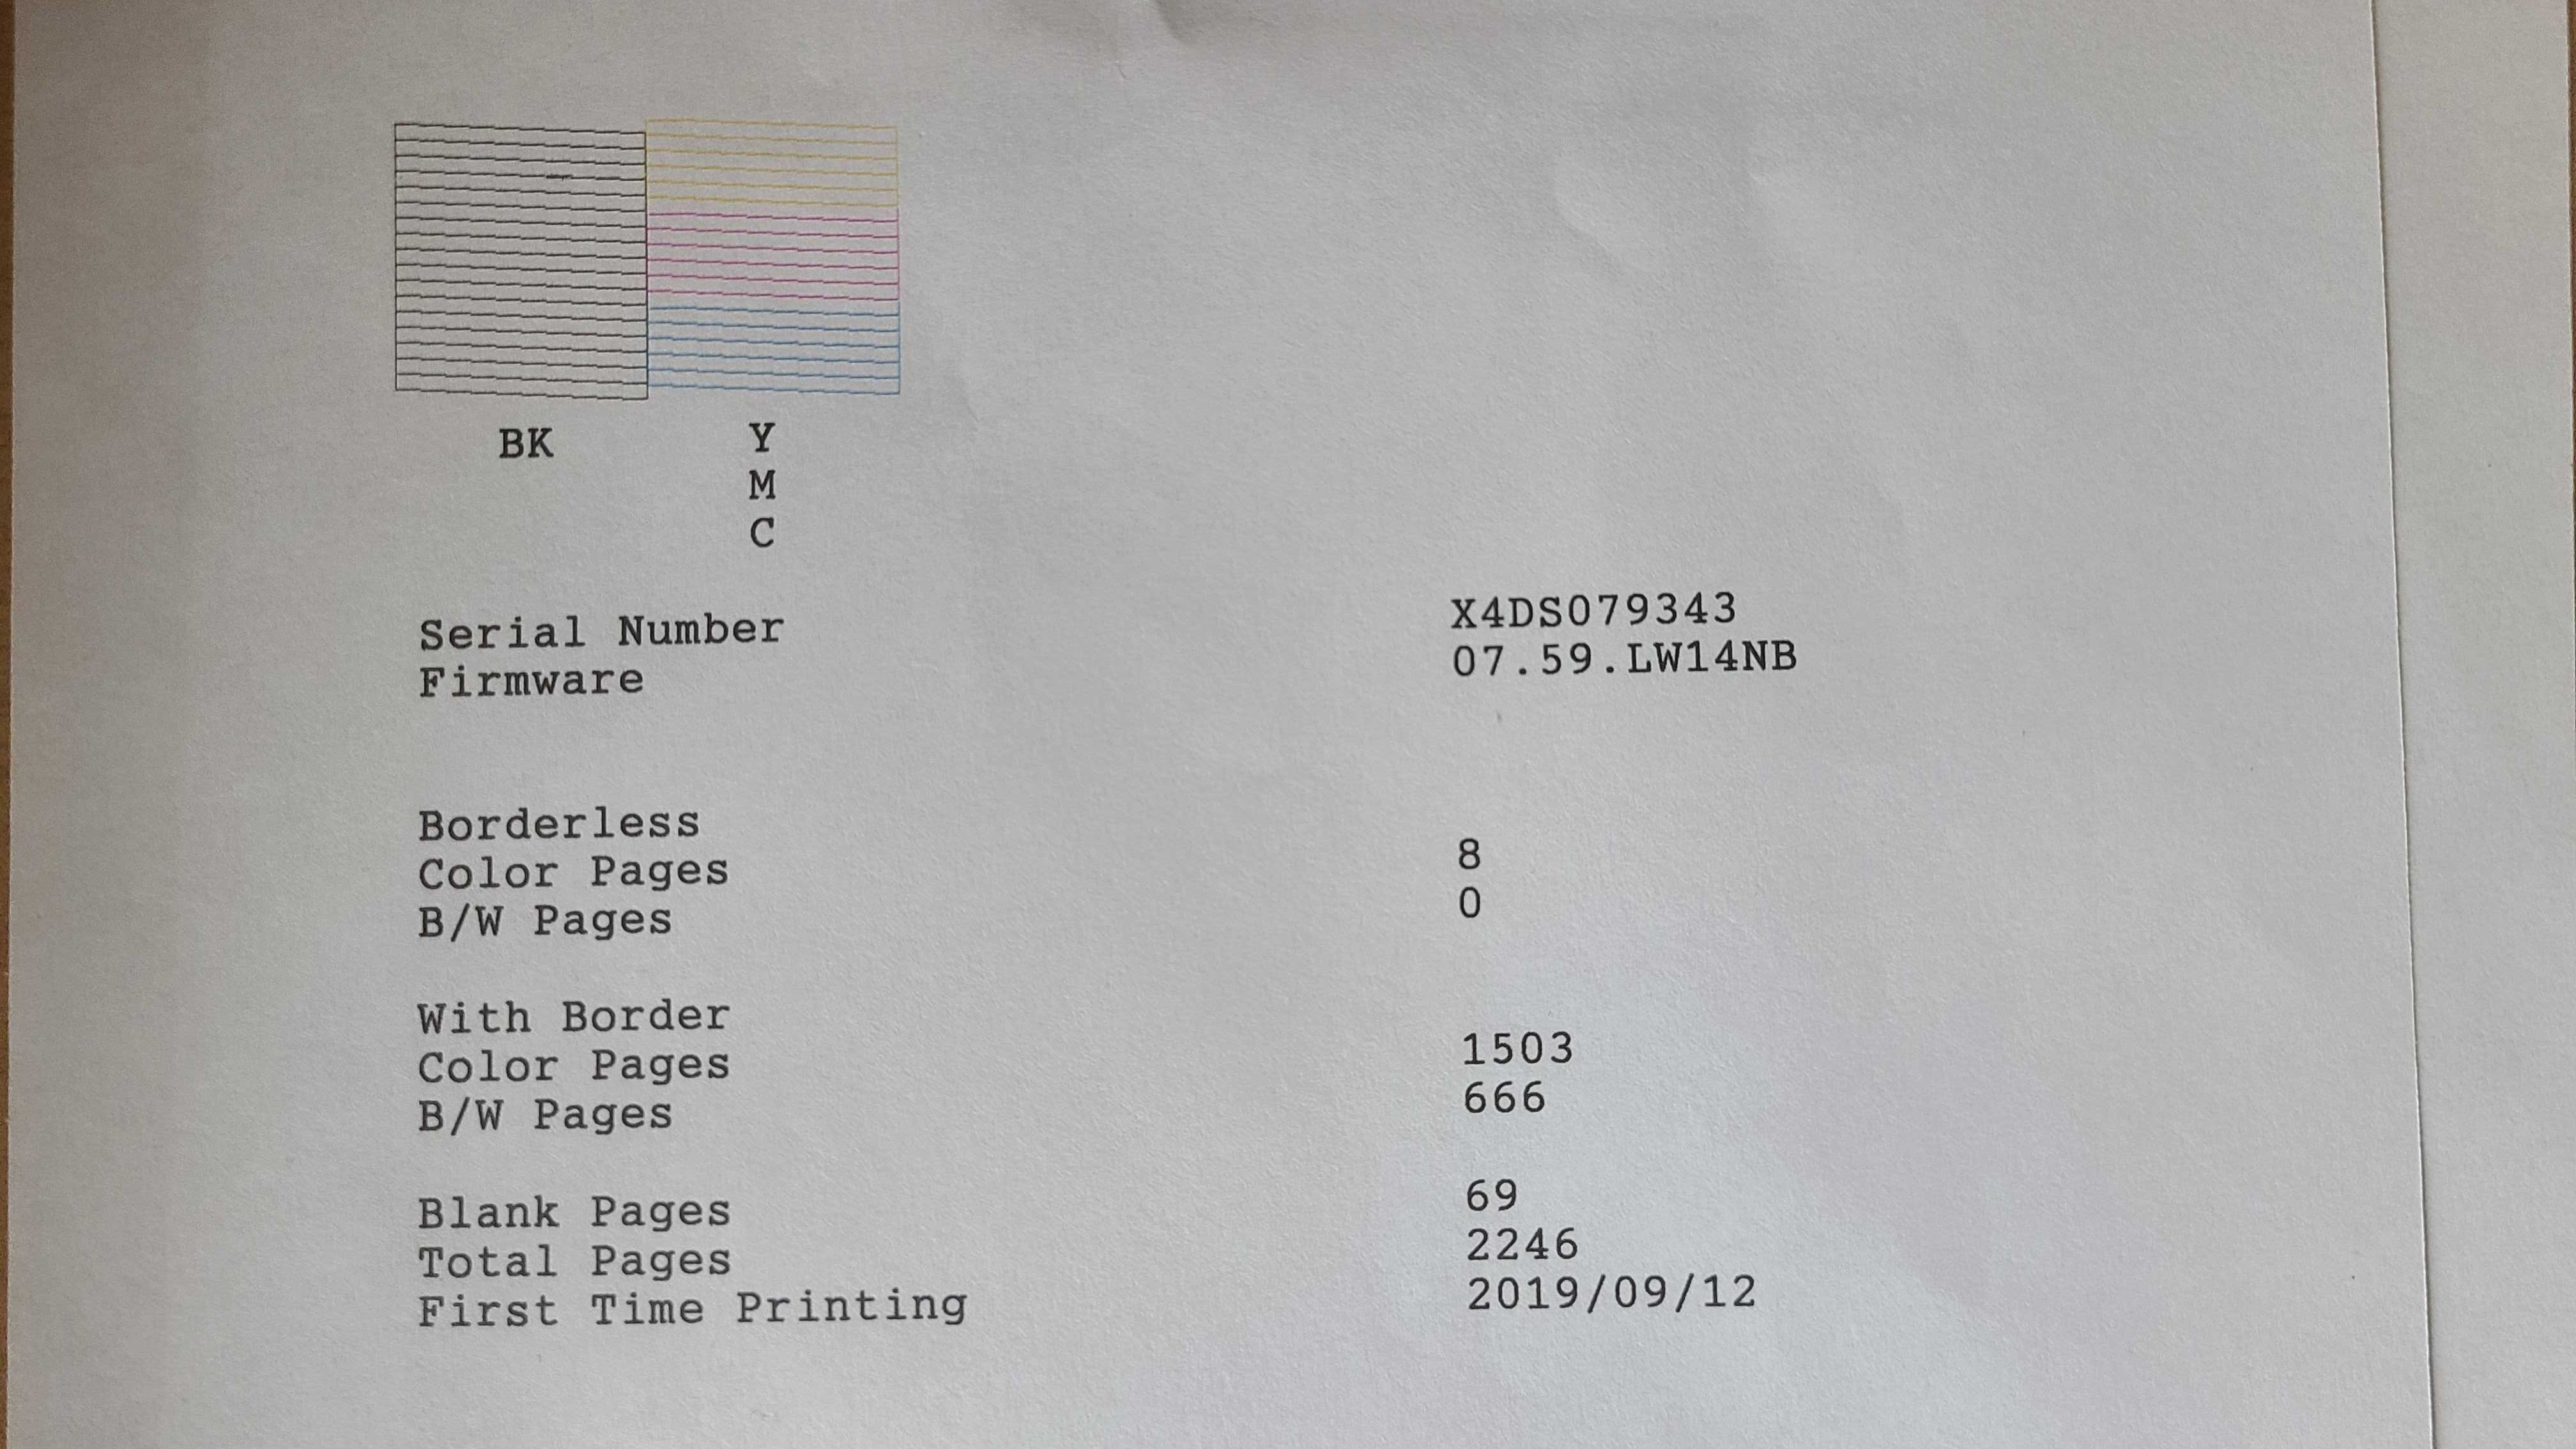 BK Y
M
C
Serial Number X4DS079343
Firmware 07.59.LW14NB
Borderless
Color Pages 8
B/W Pages 0
With Border
Color Pages 1503
B/W Pages 666
Blank Pages 69
Total Pages 2246
First Time Printing 2019/09/12